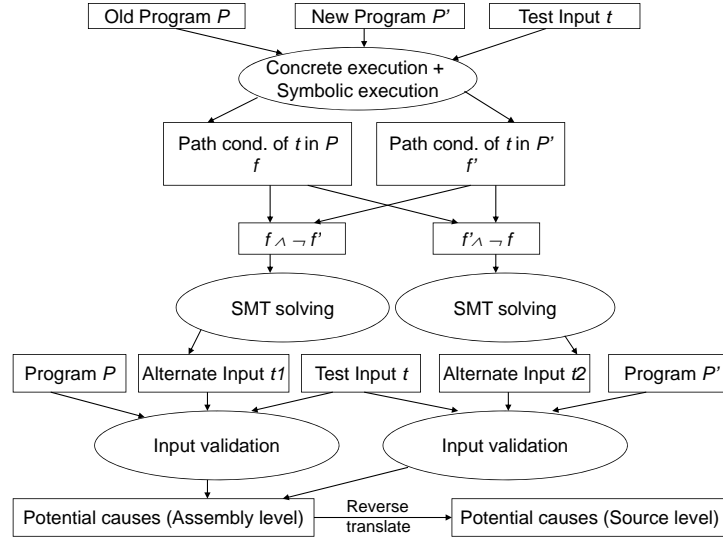 Old Program P
New Program P'
Test Input t
Concrete execution +
Symbolic execution
Path cond. of t in P
f
Path cond. of t in P'
f'
f ∧ ¬ f'
f' ∧ ¬ f
SMT solving
SMT solving
Program P
Alternate Input t1
Test Input t
Alternate Input t2
Program P'
Input validation
Input validation
Potential causes (Assembly level)
Reverse
translate
Potential causes (Source level)